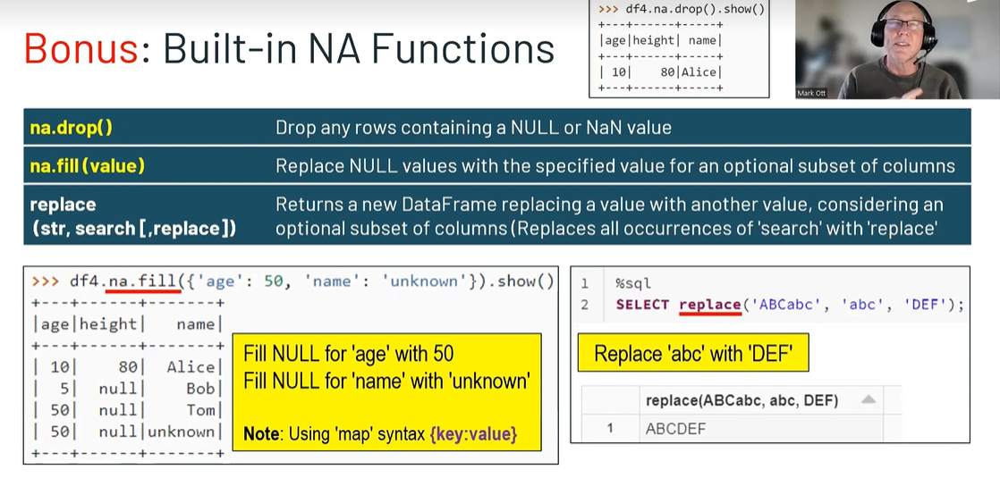 Bonus: Built-in NA Functions
>>> df4.na.drop().show()
+---+------+-----+
|age|height| name|
+---+------+-----+
| 10|    80|Alice|
+---+------+-----+
Mark Ott
na.drop() Drop any rows containing a NULL or NaN value
na.fill(value) Replace NULL values with the specified value for an optional subset of columns
replace Returns a new DataFrame replacing a value with another value, considering an
(str, search [,replace]) optional subset of columns (Replaces all occurrences of 'search' with 'replace'
>>> df4.na.fill({'age': 50, 'name': 'unknown'}).show()
+---+------+-------+
|age|height|   name|
+---+------+-------+
| 10|    80|  Alice|
|  5|  null|    Bob|
| 50|  null|    Tom|
| 50|  null|unknown|
+---+------+-------+
Fill NULL for 'age' with 50
Fill NULL for 'name' with 'unknown'
Note: Using 'map' syntax {key:value}
1 %sql
2 SELECT replace('ABCabc', 'abc', 'DEF');
Replace 'abc' with 'DEF'
replace(ABCabc, abc, DEF)
1 ABCDEF